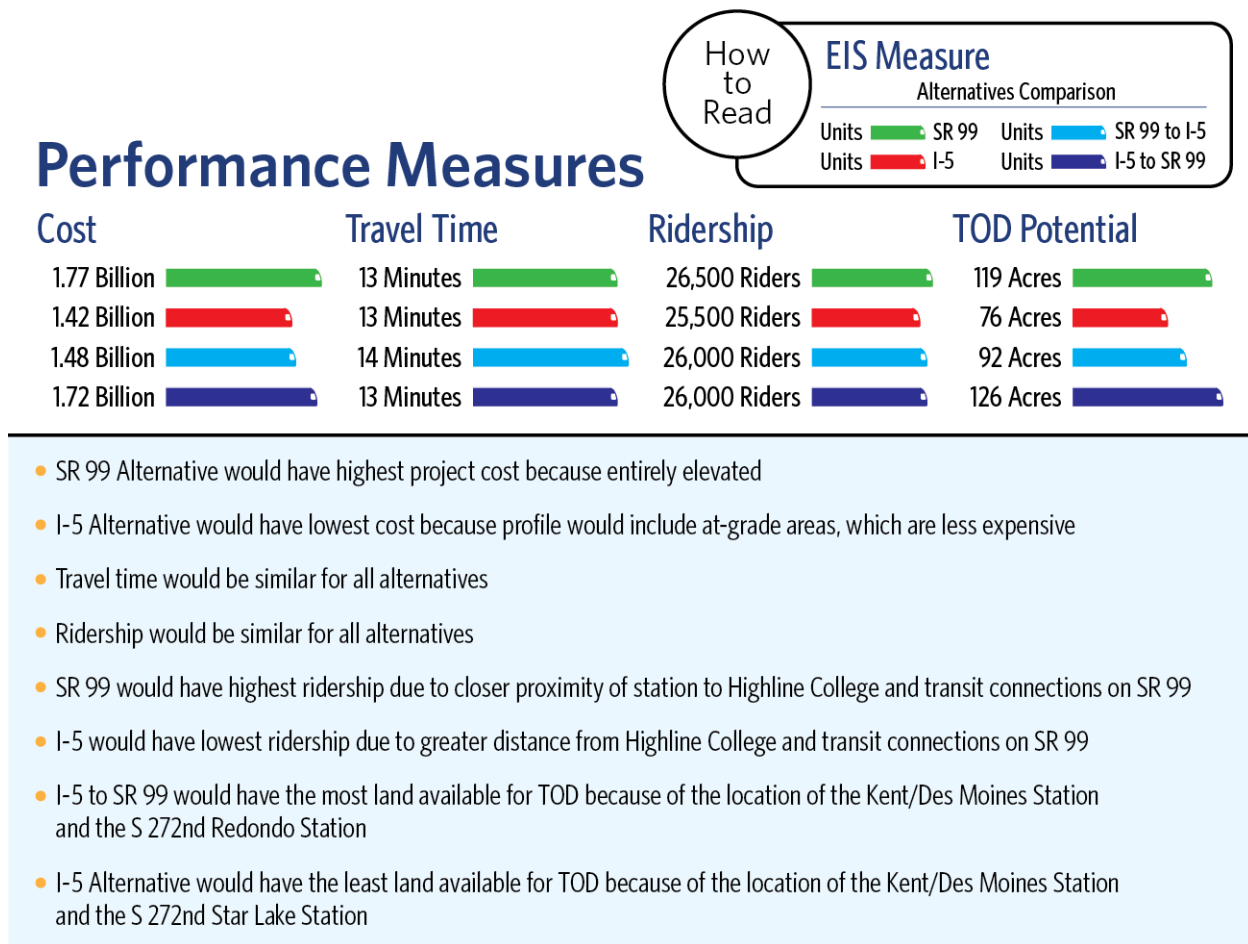 How
to
Read
EIS Measure
Alternatives Comparison
Units SR 99 Units SR 99 to I-5
Units I-5 Units I-5 to SR 99
Performance Measures
Cost
1.77 Billion
1.42 Billion
1.48 Billion
1.72 Billion
Travel Time
13 Minutes
13 Minutes
14 Minutes
13 Minutes
Ridership
26,500 Riders
25,500 Riders
26,000 Riders
26,000 Riders
TOD Potential
119 Acres
76 Acres
92 Acres
126 Acres
SR 99 Alternative would have highest project cost because entirely elevated
I-5 Alternative would have lowest cost because profile would include at-grade areas, which are less expensive
Travel time would be similar for all alternatives
Ridership would be similar for all alternatives
SR 99 would have highest ridership due to closer proximity of station to Highline College and transit connections on SR 99
I-5 would have lowest ridership due to greater distance from Highline College and transit connections on SR 99
I-5 to SR 99 would have the most land available for TOD because of the location of the Kent/Des Moines Station
and the S 272nd Redondo Station
I-5 Alternative would have the least land available for TOD because of the location of the Kent/Des Moines Station
and the S 272nd Star Lake Station